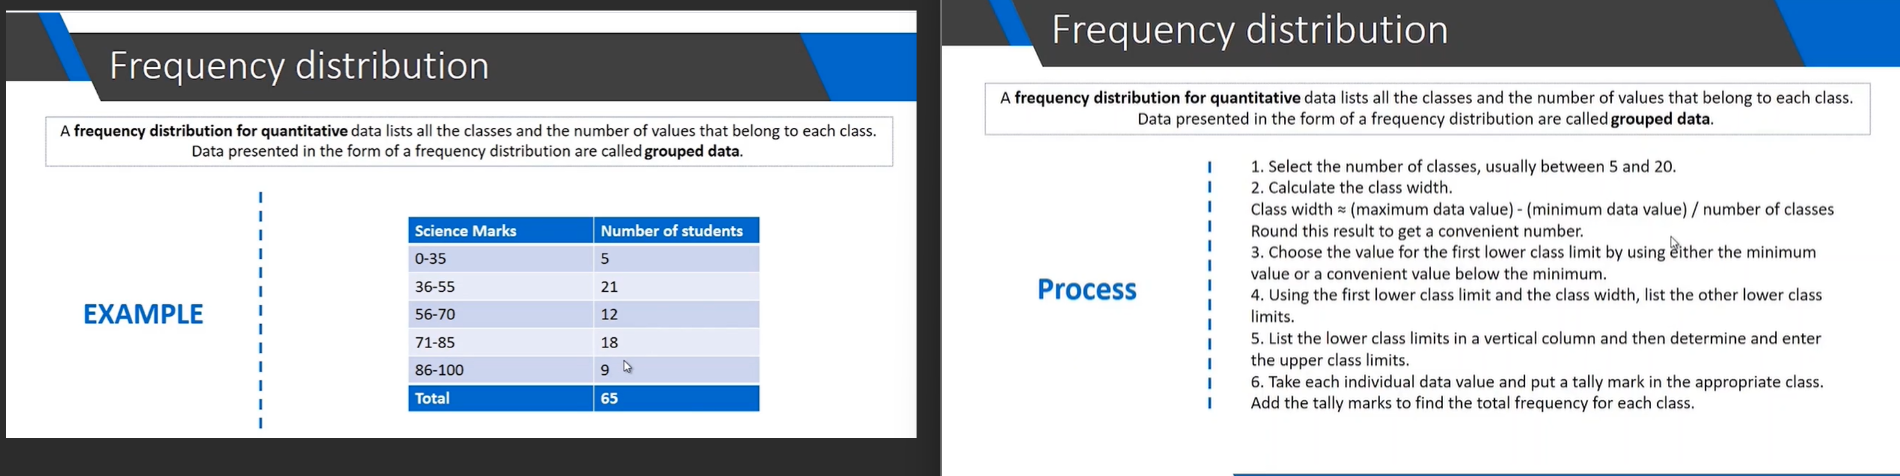 Frequency distribution
A frequency distribution for quantitative data lists all the classes and the number of values that belong to each class.
Data presented in the form of a frequency distribution are called grouped data.
EXAMPLE
Science Marks Number of students
0-35 5
36-55 21
56-70 12
71-85 18
86-100 9
Total 65
Frequency distribution
A frequency distribution for quantitative data lists all the classes and the number of values that belong to each class.
Data presented in the form of a frequency distribution are called grouped data.
Process
1. Select the number of classes, usually between 5 and 20.
2. Calculate the class width.
Class width ≈ (maximum data value) - (minimum data value) / number of classes
Round this result to get a convenient number.
3. Choose the value for the first lower class limit by using either the minimum
value or a convenient value below the minimum.
4. Using the first lower class limit and the class width, list the other lower class
limits.
5. List the lower class limits in a vertical column and then determine and enter
the upper class limits.
6. Take each individual data value and put a tally mark in the appropriate class.
Add the tally marks to find the total frequency for each class.